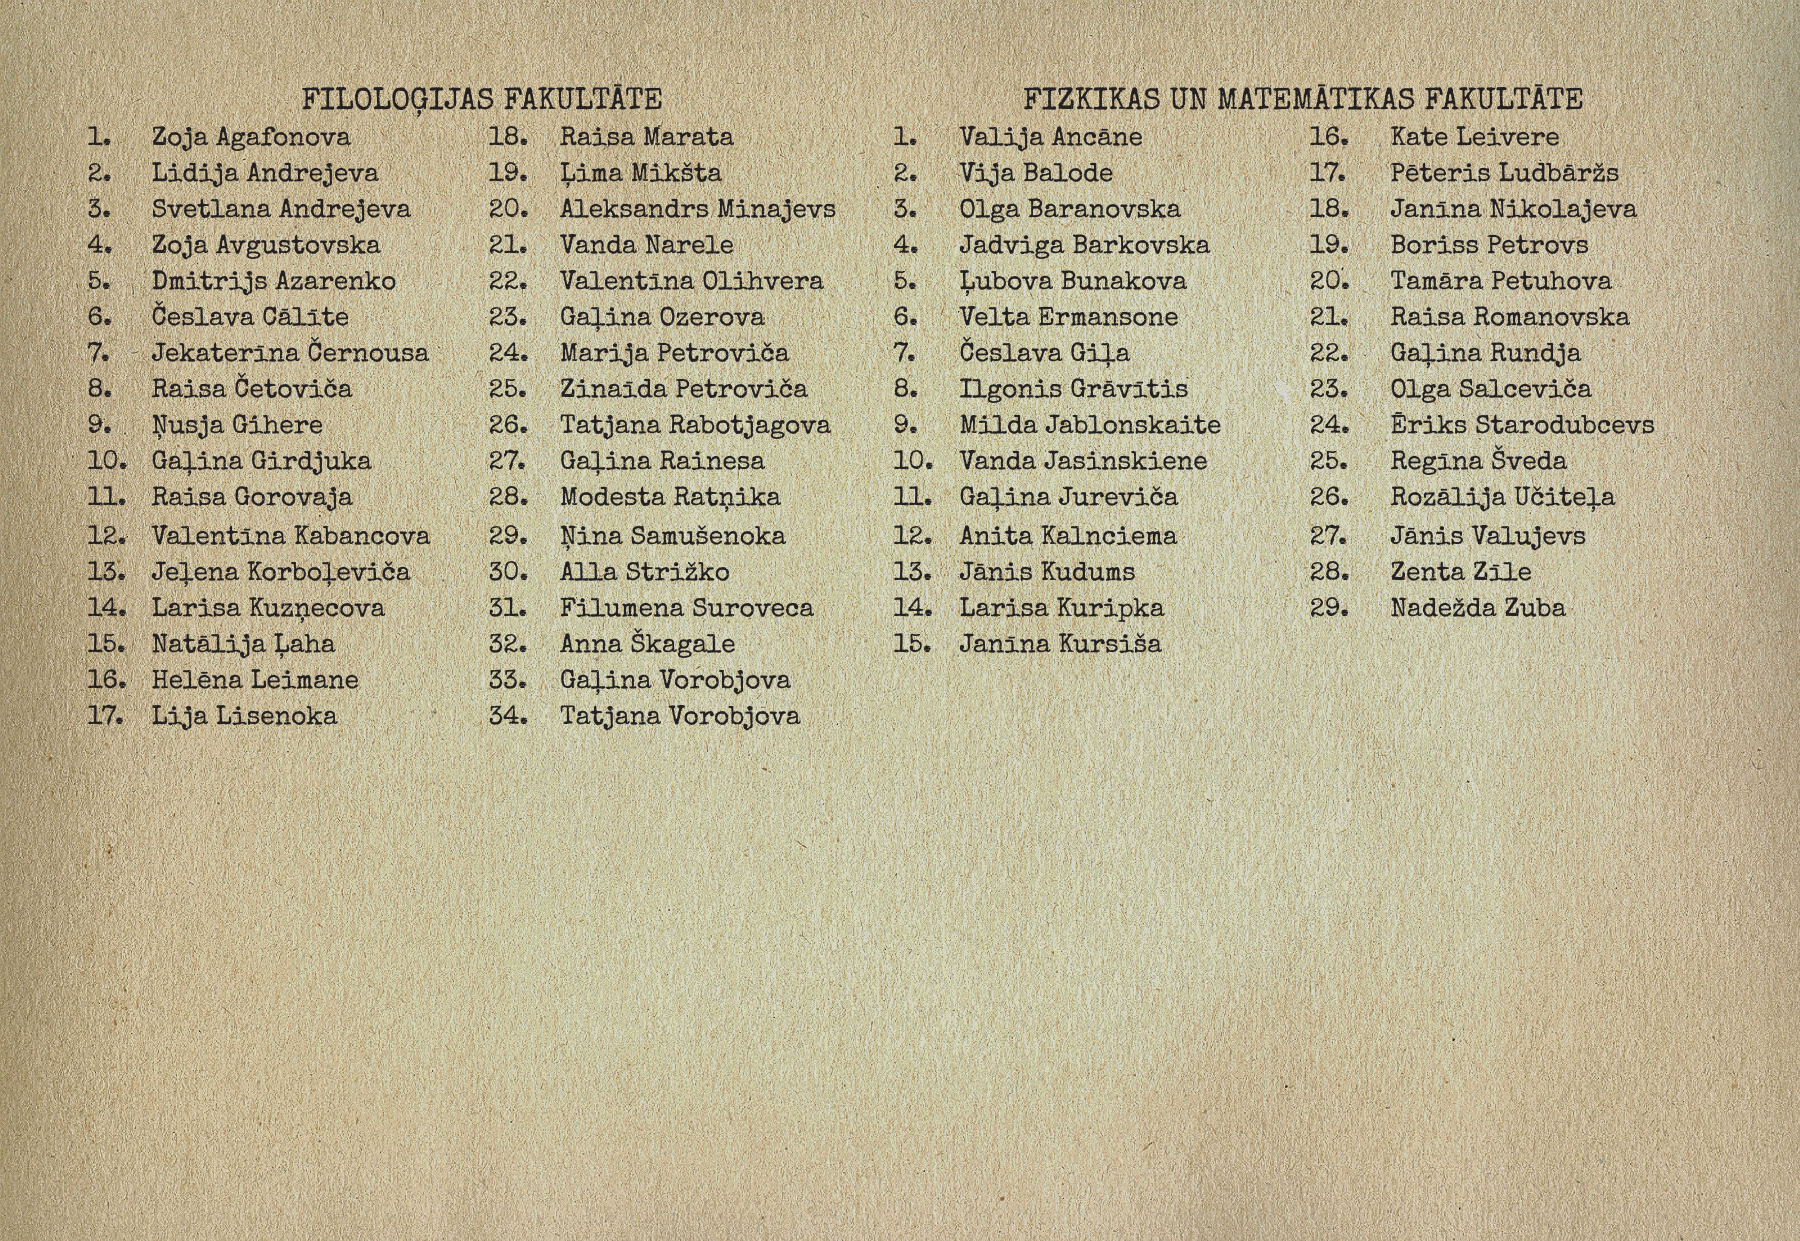 FILOLOĢIJAS FAKULTĀTE
1. Zoja Agafonova
2. Lidija Andrejeva
3. Svetlana Andrejeva
4. Zoja Avgustovska
5. Dmitrijs Azarenko
6. Česlava Cālīte
7. Jekaterīna Černousa
8. Raisa Četoviča
9. Ņusja Gihere
10. Gaļina Girdjuka
11. Raisa Gorovaja
12. Valentīna Kabancova
13. Jeļena Korboļeviča
14. Larisa Kuzņecova
15. Natālija Ļaha
16. Helēna Leimane
17. Lija Lisenoka
18. Raisa Marata
19. Ļima Mikšta
20. Aleksandrs Minajevs
21. Vanda Narele
22. Valentīna Olihvera
23. Gaļina Ozerova
24. Marija Petroviča
25. Zinaīda Petroviča
26. Tatjana Rabotjagova
27. Gaļina Rainesa
28. Modesta Ratņika
29. Ņina Samušenoka
30. Alla Strižko
31. Filumena Suroveca
32. Anna Škagale
33. Gaļina Vorobjova
34. Tatjana Vorobjova
FIZKIKAS UN MATEMĀTIKAS FAKULTĀTE
1. Valija Ancāne
2. Vija Balode
3. Olga Baranovska
4. Jadviga Barkovska
5. Ļubova Bunakova
6. Velta Ermansone
7. Česlava Giļa
8. Ilgonis Grāvītis
9. Milda Jablonskaite
10. Vanda Jasinskiene
11. Gaļina Jureviča
12. Anita Kalnciema
13. Jānis Kudums
14. Larisa Kuripka
15. Janīna Kursiša
16. Kate Leivere
17. Pēteris Ludbāržs
18. Janīna Nikolajeva
19. Boriss Petrovs
20. Tamāra Petuhova
21. Raisa Romanovska
22. Gaļina Rundja
23. Olga Salceviča
24. Ēriks Starodubcevs
25. Regīna Šveda
26. Rozālija Učiteļa
27. Jānis Valujevs
28. Zenta Zīle
29. Nadežda Zuba